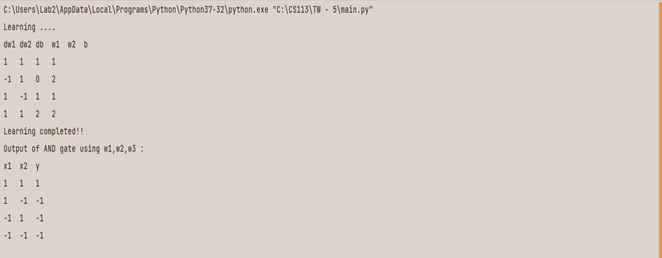 C:\Users\Lab2\AppData\Local\Programs\Python\Python37-32\python.exe "C:\CS113\TW - 5\main.py"
Learning ....
dw1 dw2 db w1 w2 b
1 1 1 1
-1 1 0 2
1 -1 1 1
1 1 2 2
Learning completed!!
Output of AND gate using w1,w2,w3 :
x1 x2 y
1 1 1
1 -1 -1
-1 1 -1
-1 -1 -1